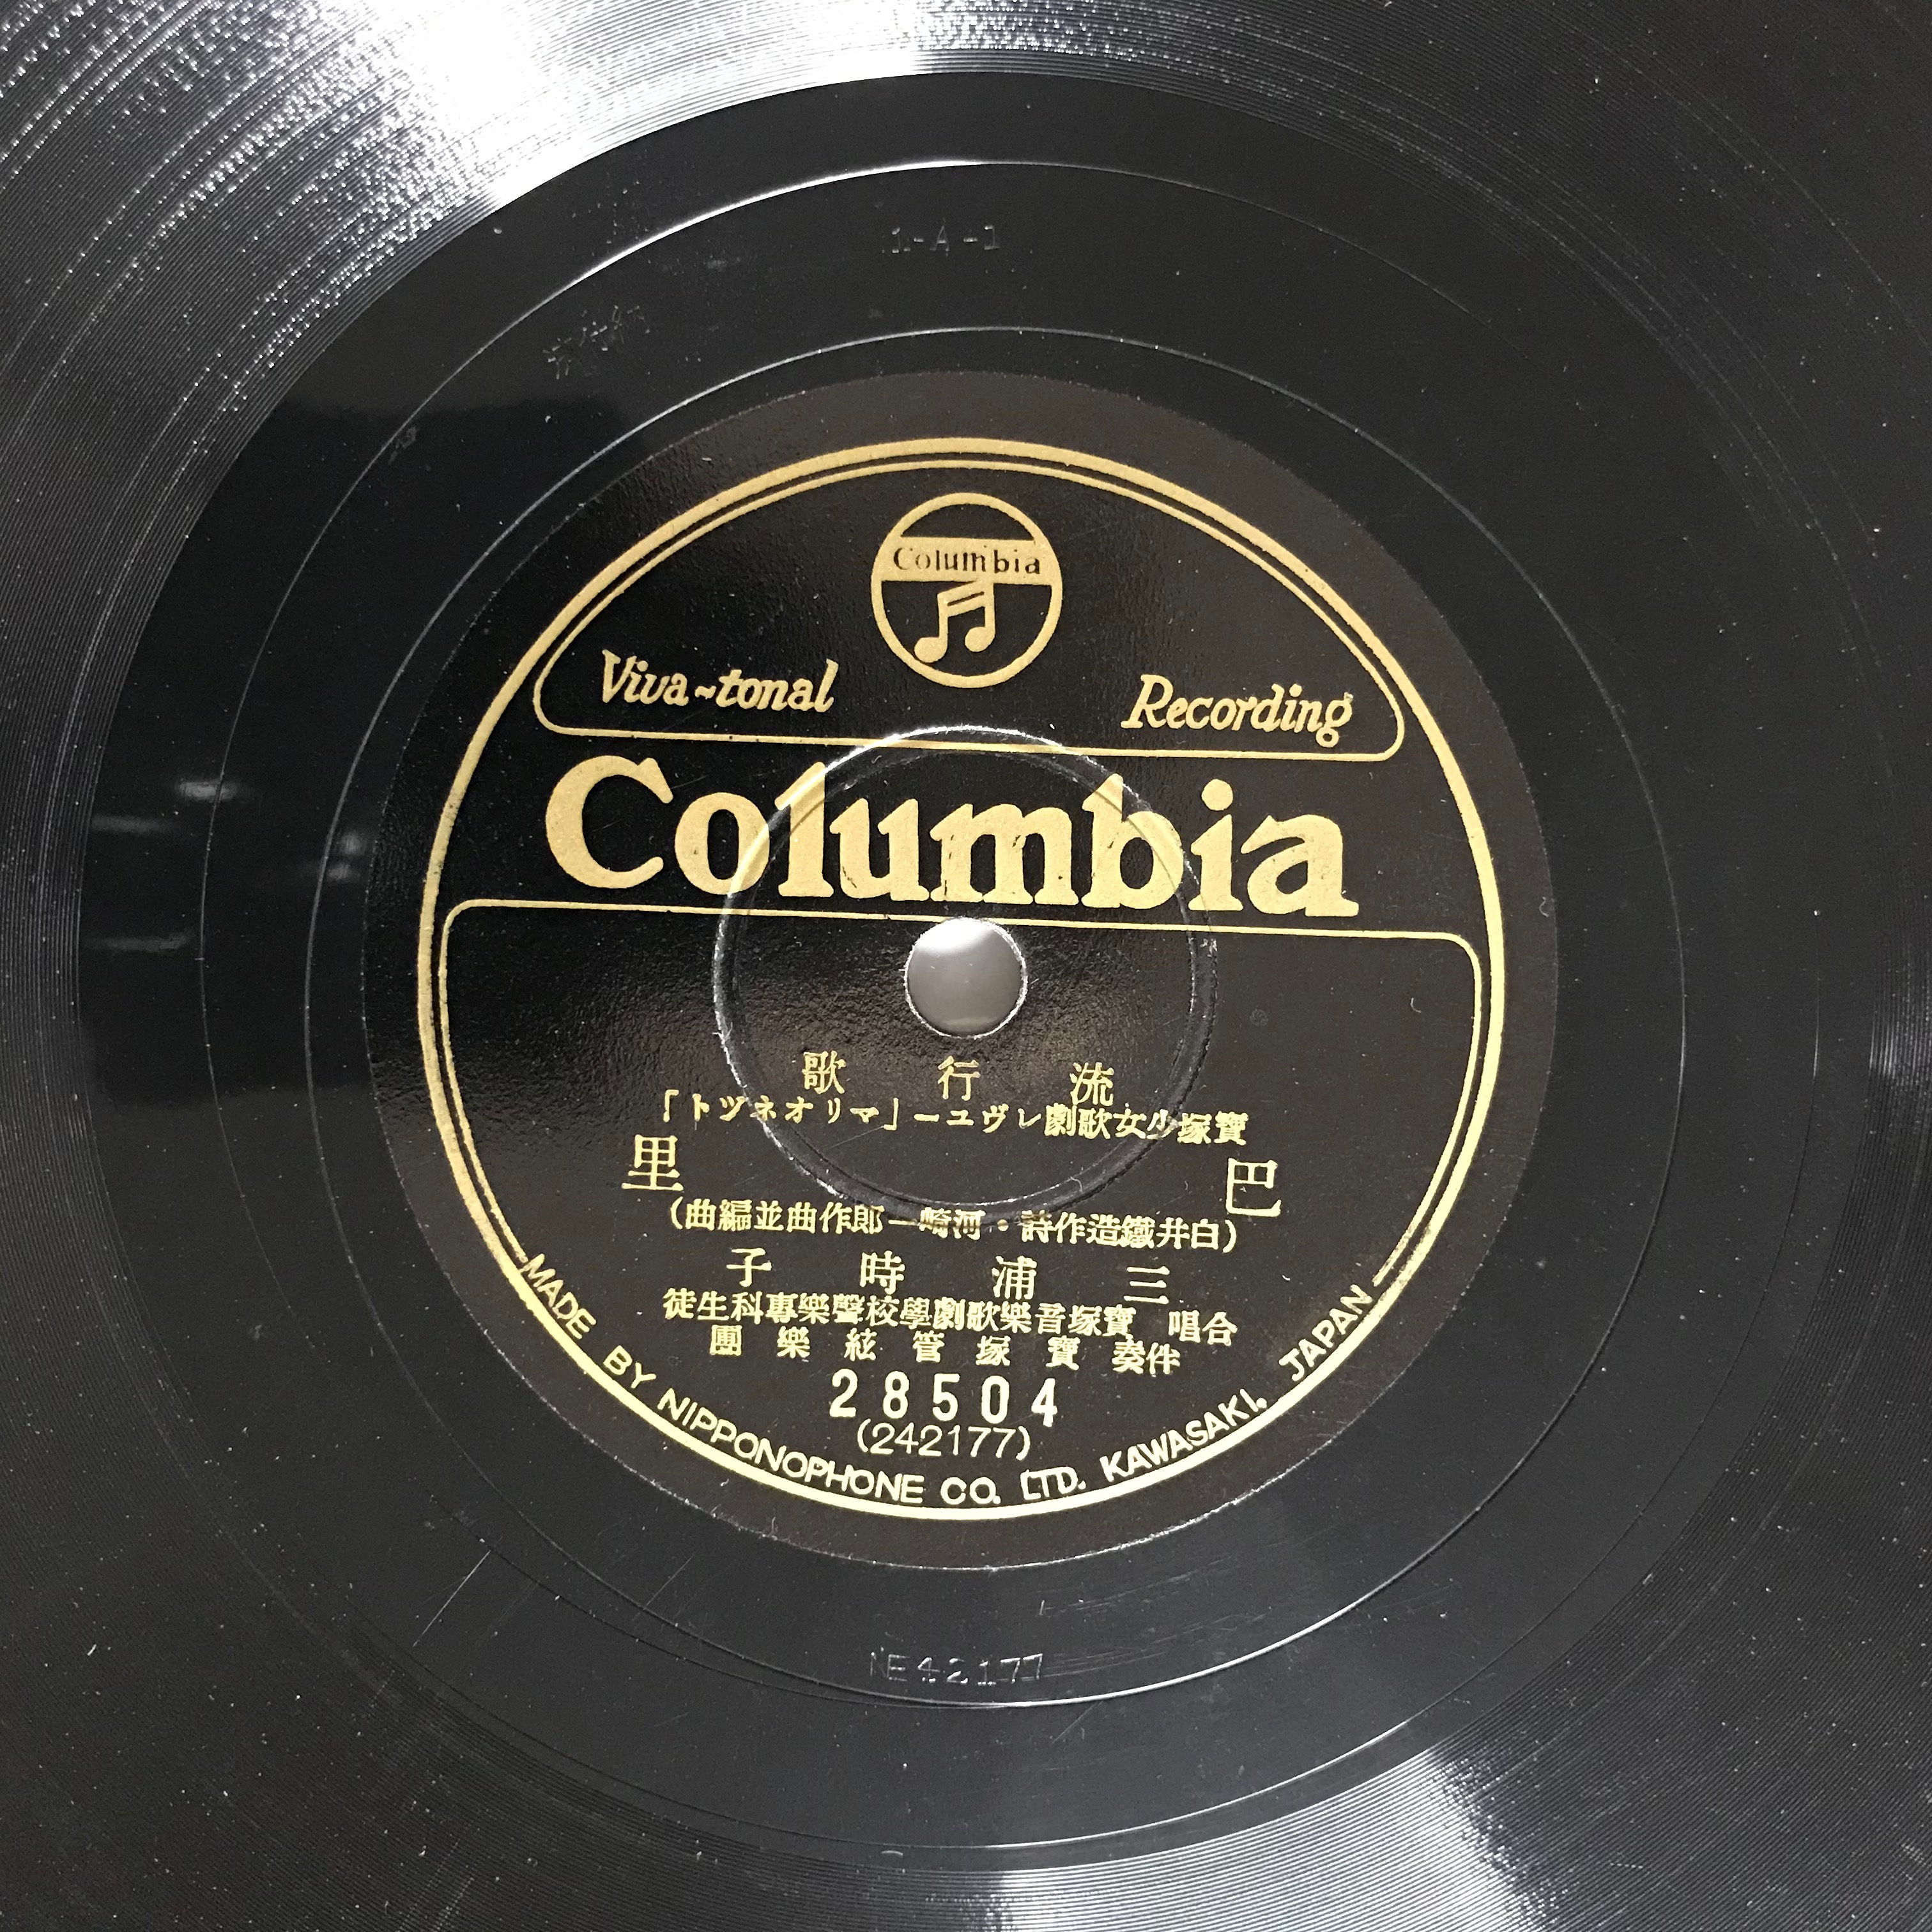 1-A-1
Columbia
Viva-tonal Recording
Columbia
流行歌
寶塚少女歌劇レヴユー「マリオネツト」
巴里
(白井鐵造作詩・河崎一郎作曲並編曲)
三浦時子
合唱 寶塚音樂歌劇學校聲樂專科生徒
伴奏 寶塚管絃樂團
28504
(242177)
MADE BY NIPPONOPHONE CO. LTD. KAWASAKI, JAPAN
NE42177